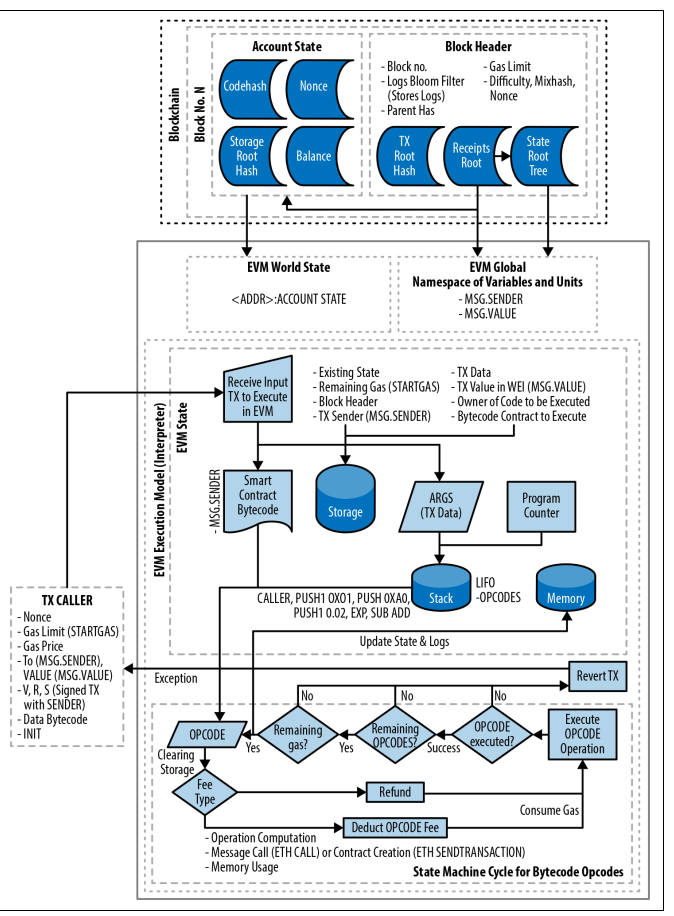 Blockchain
Block No. N
Account State
Codehash
Nonce
Storage
Root
Hash
Balance
Block Header
- Block no.
- Logs Bloom Filter
(Stores Logs)
- Parent Has
- Gas Limit
- Difficulty, Mixhash,
Nonce
TX
Root
Hash
Receipts
Root
State
Root
Tree
EVM World State
<ADDR>:ACCOUNT STATE
EVM Global
Namespace of Variables and Units
- MSG.SENDER
- MSG.VALUE
EVM Execution Model (Interpreter)
EVM State
Receive Input
TX to Execute
in EVM
- Existing State
- Remaining Gas (STARTGAS)
- Block Header
- TX Sender (MSG.SENDER)
- TX Data
- TX Value in WEI (MSG.VALUE)
- Owner of Code to be Executed
- Bytecode Contract to Execute
- MSG.SENDER
Smart
Contract
Bytecode
Storage
ARGS
(TX Data)
Program
Counter
CALLER, PUSH1 0X01, PUSH 0XA0,
PUSH1 0.02, EXP, SUB ADD
Stack
LIFO
-OPCODES
Memory
Update State & Logs
TX CALLER
- Nonce
- Gas Limit (STARTGAS)
- Gas Price
- To (MSG.SENDER),
VALUE (MSG.VALUE)
- V, R, S (Signed TX
with SENDER)
- Data Bytecode
- INIT
Exception
Revert TX
No
No
No
OPCODE
Yes
Remaining
gas?
Yes
Remaining
OPCODES?
Success
OPCODE
executed?
Execute
OPCODE
Operation
Clearing
Storage
Fee
Type
Refund
Consume Gas
Deduct OPCODE Fee
- Operation Computation
- Message Call (ETH CALL) or Contract Creation (ETH SENDTRANSACTION)
- Memory Usage
State Machine Cycle for Bytecode Opcodes